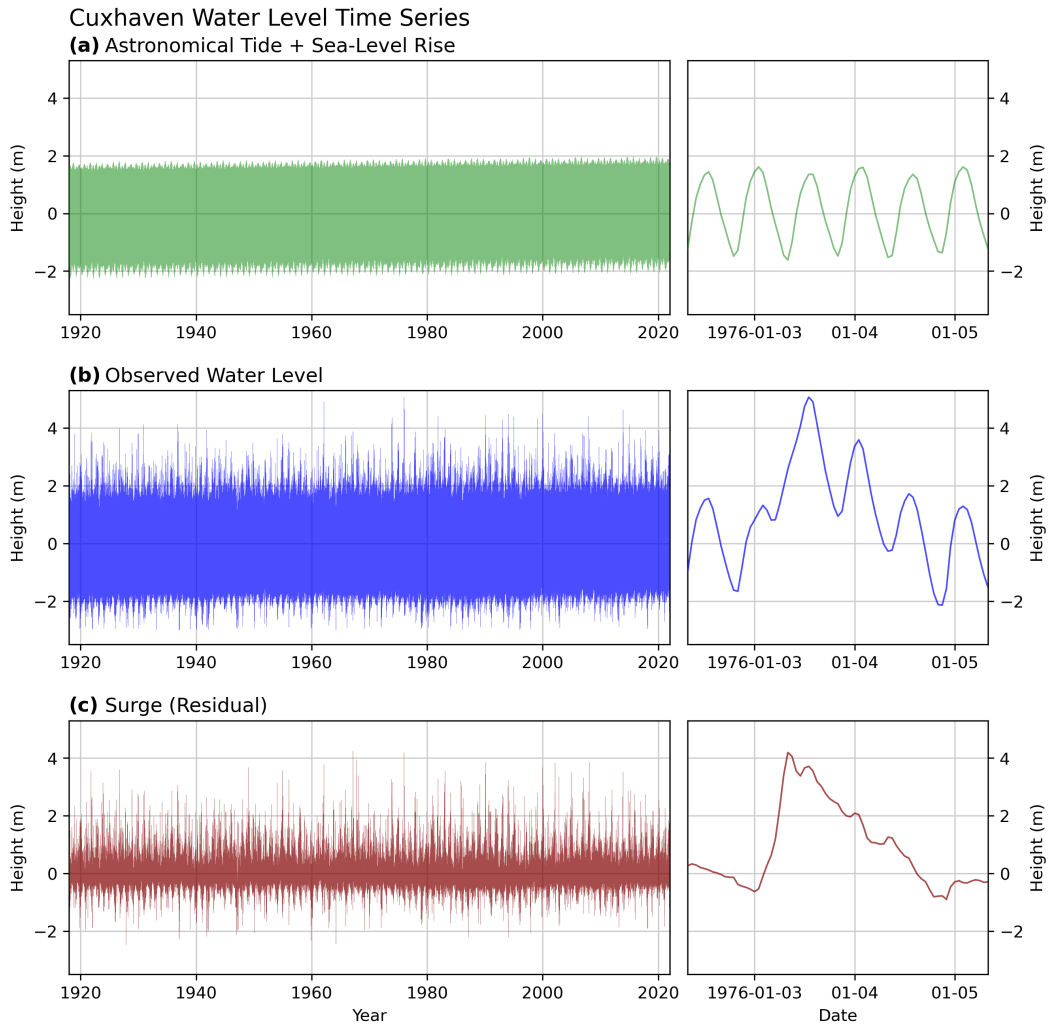 Cuxhaven Water Level Time Series
(a) Astronomical Tide + Sea-Level Rise
Height (m)
4
2
0
−2
1920 1940 1960 1980 2000 2020
4
2
0
−2
Height (m)
1976-01-03 01-04 01-05
(b) Observed Water Level
Height (m)
4
2
0
−2
1920 1940 1960 1980 2000 2020
4
2
0
−2
Height (m)
1976-01-03 01-04 01-05
(c) Surge (Residual)
Height (m)
4
2
0
−2
1920 1940 1960 1980 2000 2020
Year
4
2
0
−2
Height (m)
1976-01-03 01-04 01-05
Date